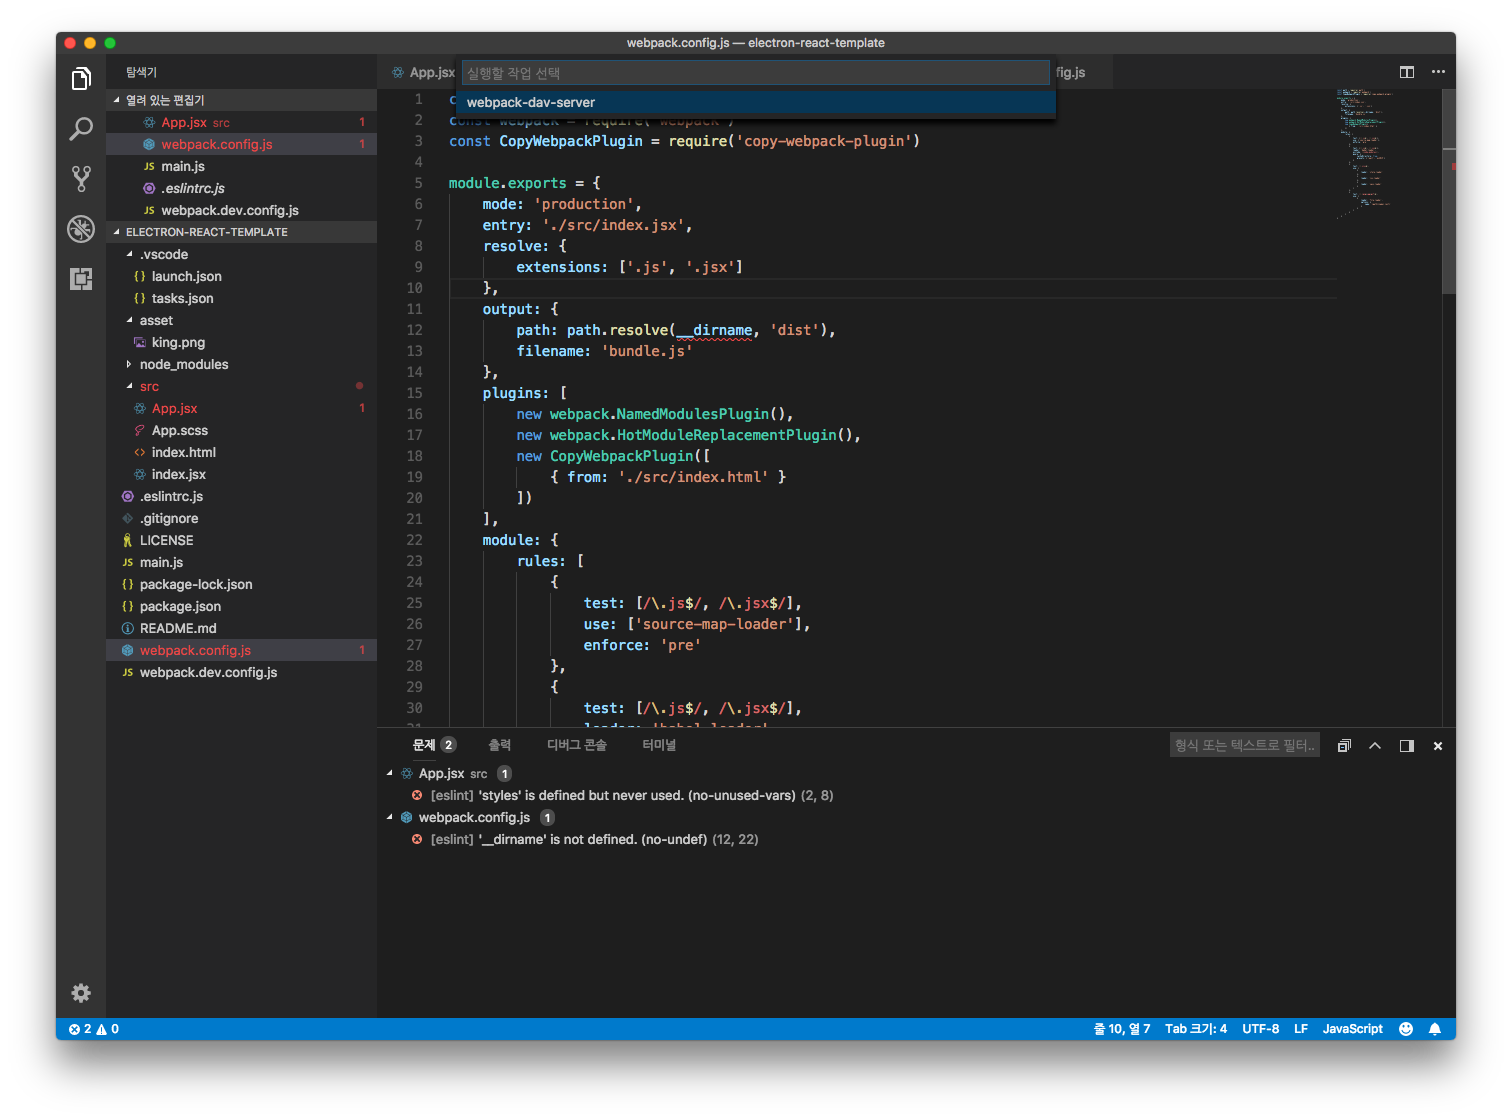 webpack.config.js — electron-react-template
탐색기
열려 있는 편집기
App.jsx src 1
webpack.config.js 1
JS main.js
.eslintrc.js
JS webpack.dev.config.js
ELECTRON-REACT-TEMPLATE
.vscode
{} launch.json
{} tasks.json
asset
king.png
node_modules
src
App.jsx 1
App.scss
<> index.html
index.jsx
.eslintrc.js
.gitignore
LICENSE
JS main.js
{} package-lock.json
{} package.json
README.md
webpack.config.js 1
JS webpack.dev.config.js
App.jsx
fig.js
실행할 작업 선택
webpack-dav-server
1 c
2 const webpack = require('webpack')
3 const CopyWebpackPlugin = require('copy-webpack-plugin')
4
5 module.exports = {
6 mode: 'production',
7 entry: './src/index.jsx',
8 resolve: {
9 extensions: ['.js', '.jsx']
10 },
11 output: {
12 path: path.resolve(__dirname, 'dist'),
13 filename: 'bundle.js'
14 },
15 plugins: [
16 new webpack.NamedModulesPlugin(),
17 new webpack.HotModuleReplacementPlugin(),
18 new CopyWebpackPlugin([
19 { from: './src/index.html' }
20 ])
21 ],
22 module: {
23 rules: [
24 {
25 test: [/\.js$/, /\.jsx$/],
26 use: ['source-map-loader'],
27 enforce: 'pre'
28 },
29 {
30 test: [/\.js$/, /\.jsx$/],
31 loader: 'babel-loader'
문제 2 출력 디버그 콘솔 터미널 형식 또는 텍스트로 필터..
App.jsx src 1
[eslint] 'styles' is defined but never used. (no-unused-vars) (2, 8)
webpack.config.js 1
[eslint] '__dirname' is not defined. (no-undef) (12, 22)
2 0 줄 10, 열 7 Tab 크기: 4 UTF-8 LF JavaScript